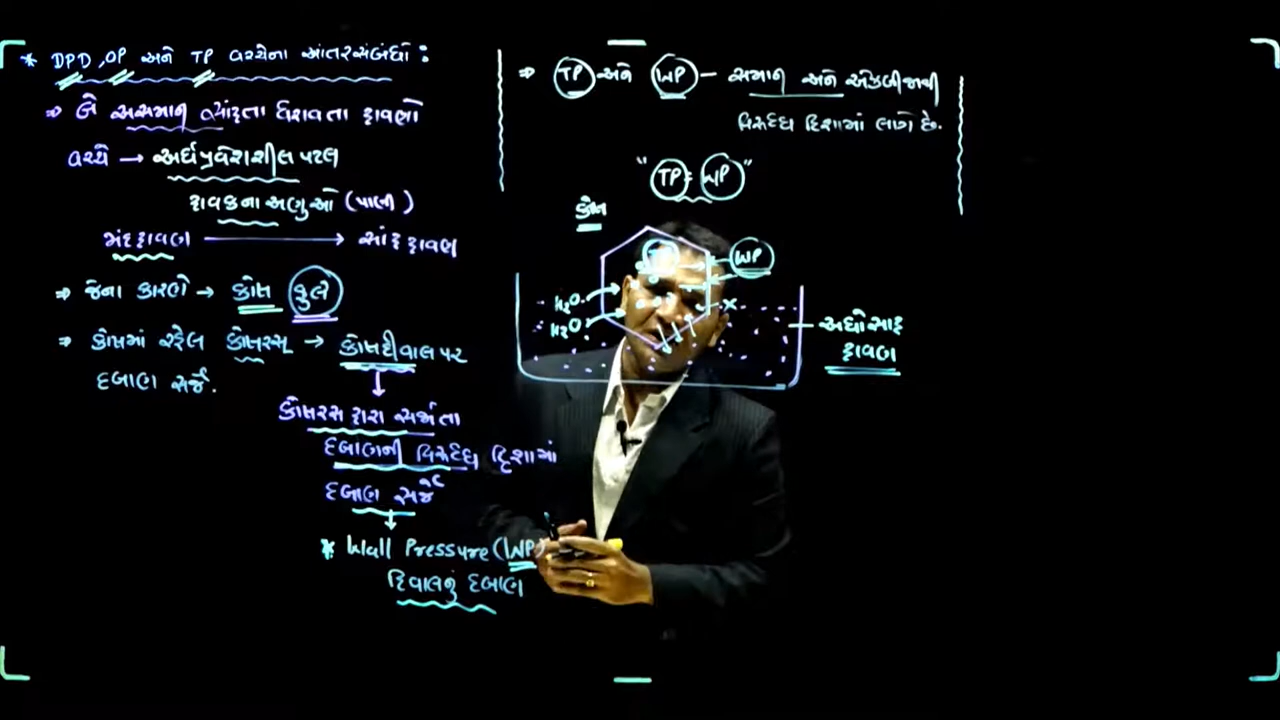 * DPD, OP અને TP વચ્ચેના આંતરસંબંધો :
⇒ બે અસમાન સાંદ્રતા ધરાવતા દ્રાવણો
વચ્ચે → અર્ધપ્રવેશશીલ પટલ
દ્રાવકના અણુઓ (પાણી)
મંદ દ્રાવણ → સાંદ્ર દ્રાવણ
⇒ જેના કારણે → કોષ ફુલે
⇒ કોષમાં રહેલ કોષરસ → કોષદીવાલ પર
દબાણ સર્જે.
કોષરસ દ્વારા સર્જાતા
દબાણની વિરુદ્ધ દિશામાં
દબાણ સર્જે
* Wall Pressure (WP)
દિવાલનું દબાણ
⇒ TP અને WP – સમાન અને એકબીજાથી
વિરુદ્ધ દિશામાં લાગે છે.
" TP = WP "
કોષ
TP
WP
H₂O
H₂O
x
અધોસાંદ્ર
દ્રાવણ